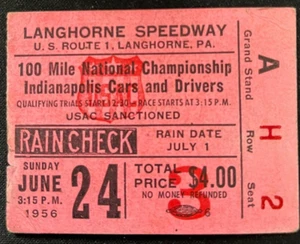 LANGHORNE SPEEDWAY
U. S. ROUTE 1, LANGHORNE, PA.
100 Mile National Championship
Indianapolis Cars and Drivers
QUALIFYING TRIALS START 12:30—RACE STARTS AT 3:15 P.M.
USAC SANCTIONED
RAINCHECK
RAIN DATE
JULY 1
SUNDAY
JUNE 24
3:15 P.M.
1956
TOTAL PRICE $4.00
NO MONEY REFUNDED
3
Grand Stand A
Row H
Seat 2